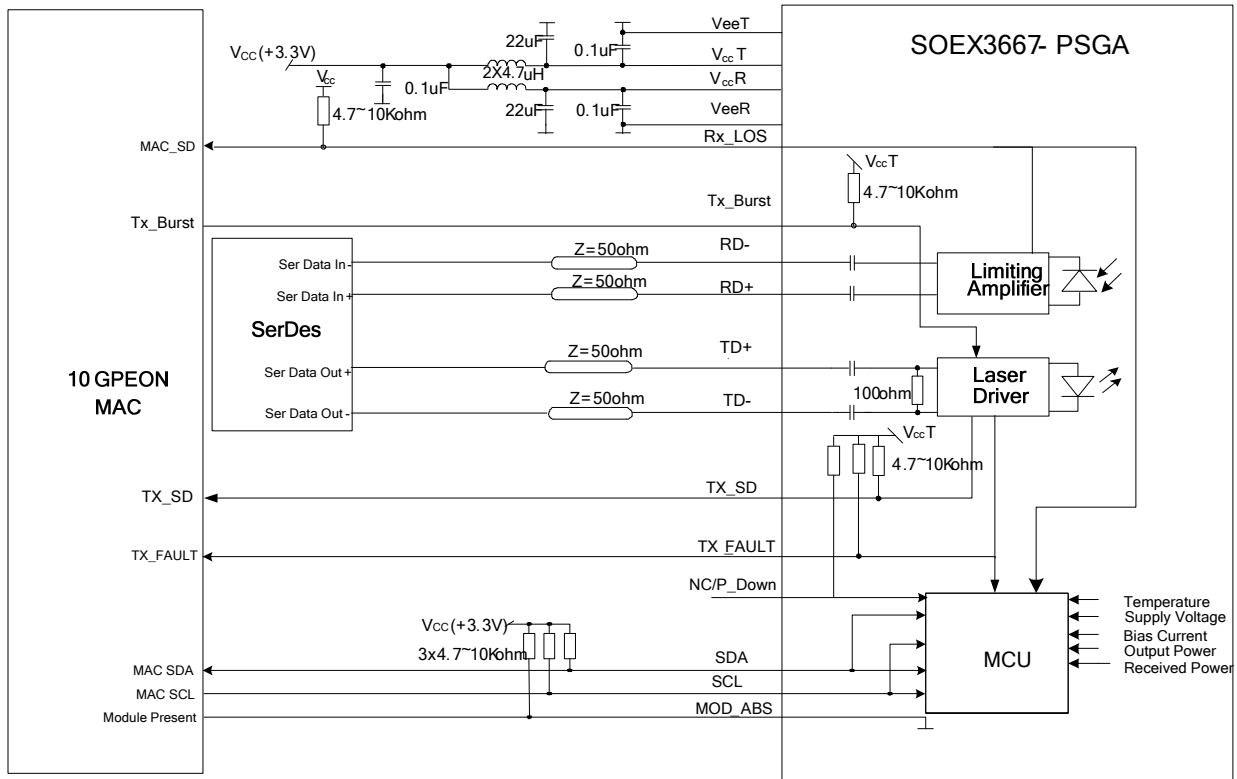 VeeT
SOEX3667- PSGA
22uF
0.1uF
VCC(+3.3V)
VccT
2X4.7uH
Vcc
0.1uF
VccR
4.7~10Kohm
22uF
0.1uF
VeeR
Rx_LOS
MAC_SD
VccT
4.7~10Kohm
Tx_Burst
Tx_Burst
RD-
Z=50ohm
Ser Data In -
Limiting
Amplifier
Z=50ohm
RD+
Ser Data In +
SerDes
Z=50ohm
TD+
Ser Data Out +
10 GPEON
MAC
Laser
Driver
100ohm
Z=50ohm
TD-
Ser Data Out -
VccT
4.7~10Kohm
TX_SD
TX_SD
TX_FAULT
TX_FAULT
NC/P_Down
Temperature
Supply Voltage
Bias Current
Output Power
Received Power
VCC(+3.3V)
3x4.7~10Kohm
MCU
MAC SDA
SDA
MAC SCL
SCL
Module Present
MOD_ABS